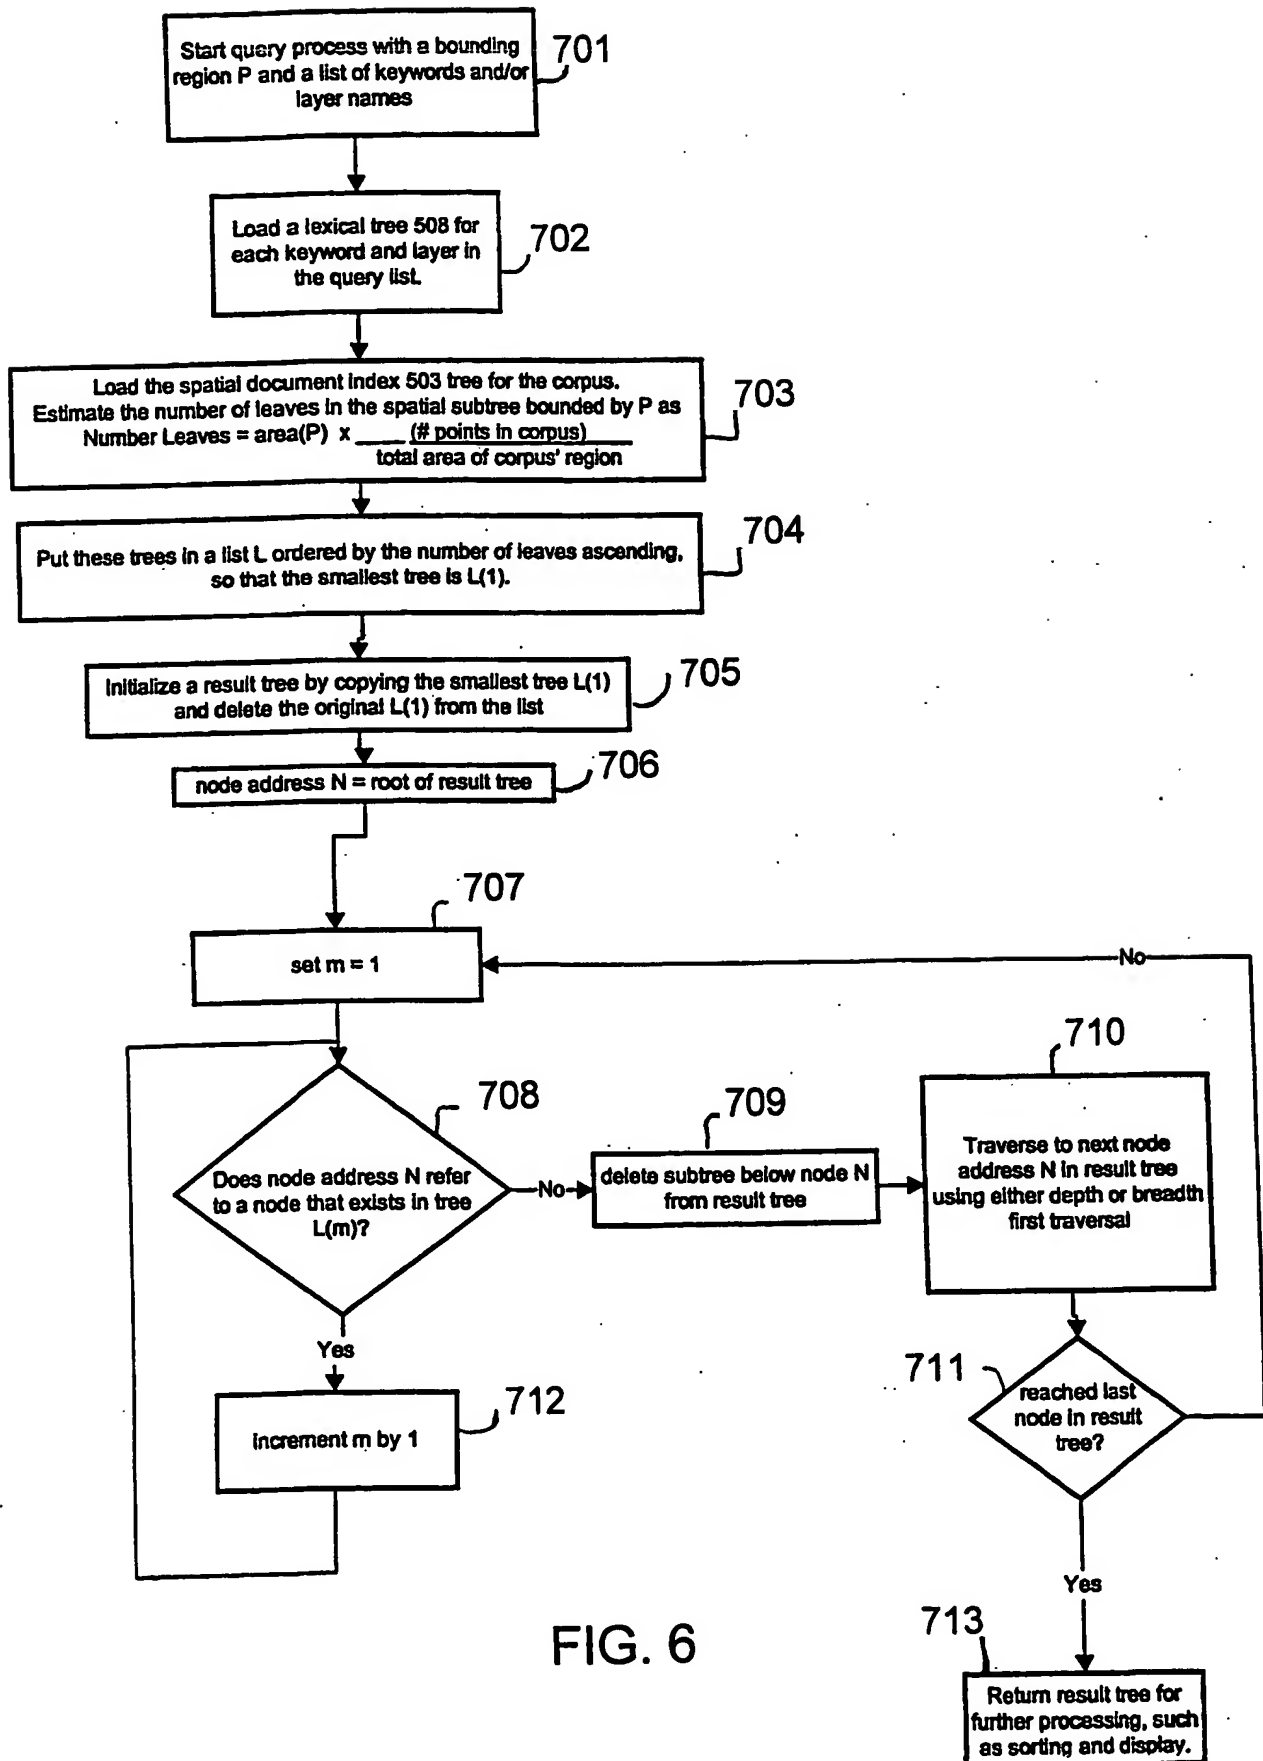 Start query process with a bounding
region P and a list of keywords and/or
layer names
701
Load a lexical tree 508 for
each keyword and layer in
the query list.
702
Load the spatial document index 503 tree for the corpus.
Estimate the number of leaves in the spatial subtree bounded by P as
Number Leaves = area(P) x (# points in corpus)
total area of corpus' region
703
Put these trees in a list L ordered by the number of leaves ascending,
so that the smallest tree is L(1).
704
Initialize a result tree by copying the smallest tree L(1)
and delete the original L(1) from the list
705
node address N = root of result tree
706
707
set m = 1
No
708
Does node address N refer
to a node that exists in tree
L(m)?
No
709
delete subtree below node N
from result tree
710
Traverse to next node
address N in result tree
using either depth or breadth
first traversal
Yes
712
increment m by 1
711
reached last
node in result
tree?
Yes
713
Return result tree for
further processing, such
as sorting and display.
FIG. 6